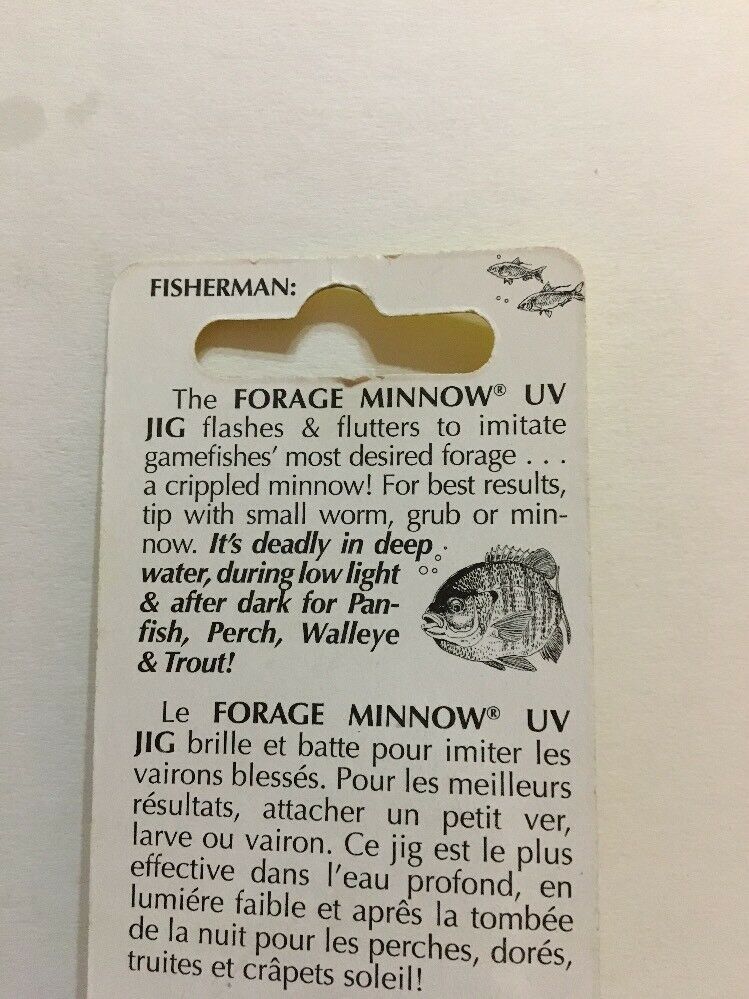 FISHERMAN:
The FORAGE MINNOW® UV
JIG flashes & flutters to imitate
gamefishes' most desired forage . . .
a crippled minnow! For best results,
tip with small worm, grub or min-
now. It's deadly in deep
water, during low light
& after dark for Pan-
fish, Perch, Walleye
& Trout!
Le FORAGE MINNOW® UV
JIG brille et batte pour imiter les
vairons blessés. Pour les meilleurs
résultats, attacher un petit ver,
larve ou vairon. Ce jig est le plus
effective dans l'eau profond, en
lumiére faible et aprês la tombée
de la nuit pour les perches, dorés,
truites et crâpets soleil!